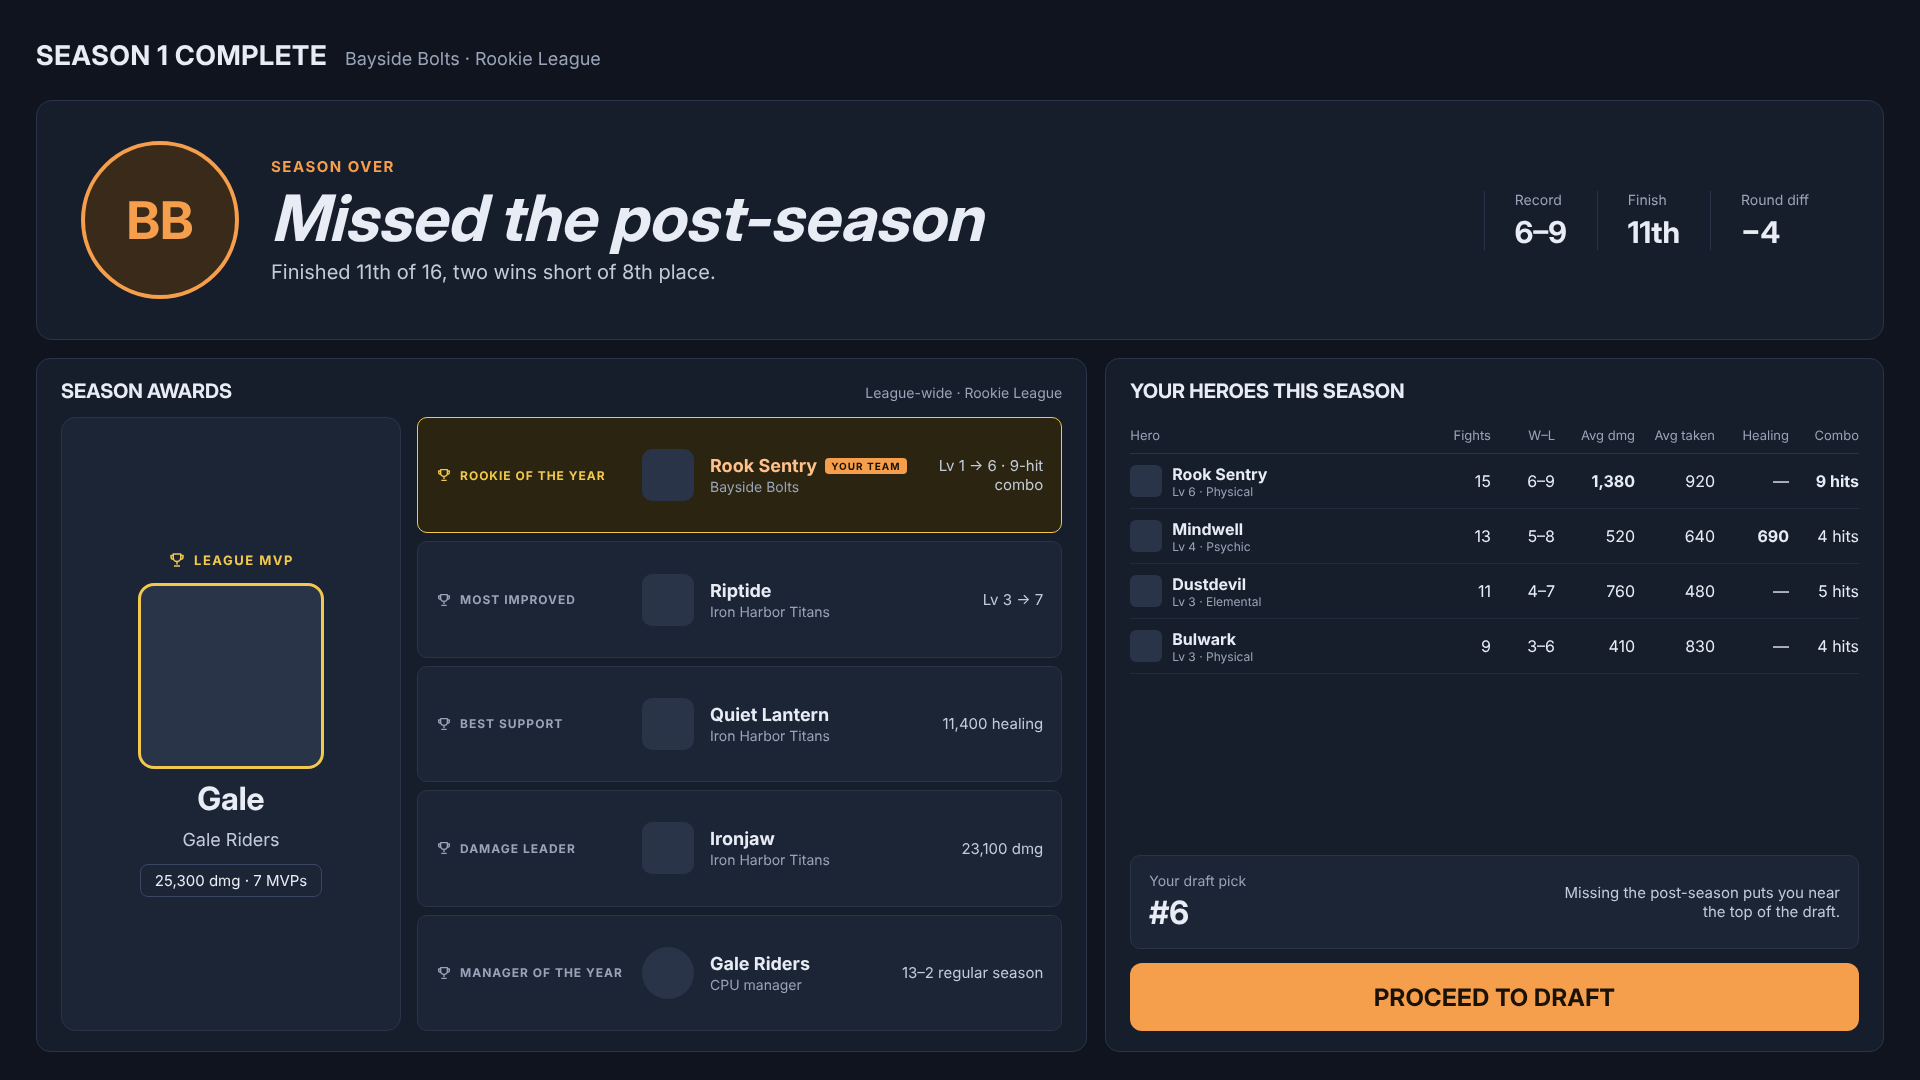 SEASON 1 COMPLETE Bayside Bolts · Rookie League
BB
SEASON OVER
Missed the post-season
Finished 11th of 16, two wins short of 8th place.
Record
6–9
Finish
11th
Round diff
−4
SEASON AWARDS
League-wide · Rookie League
LEAGUE MVP
Gale
Gale Riders
25,300 dmg · 7 MVPs
ROOKIE OF THE YEAR
Rook Sentry YOUR TEAM
Bayside Bolts
Lv 1 → 6 · 9-hit
combo
MOST IMPROVED
Riptide
Iron Harbor Titans
Lv 3 → 7
BEST SUPPORT
Quiet Lantern
Iron Harbor Titans
11,400 healing
DAMAGE LEADER
Ironjaw
Iron Harbor Titans
23,100 dmg
MANAGER OF THE YEAR
Gale Riders
CPU manager
13–2 regular season
YOUR HEROES THIS SEASON
Hero Fights W–L Avg dmg Avg taken Healing Combo
Rook Sentry
Lv 6 · Physical
15 6–9 1,380 920 — 9 hits
Mindwell
Lv 4 · Psychic
13 5–8 520 640 690 4 hits
Dustdevil
Lv 3 · Elemental
11 4–7 760 480 — 5 hits
Bulwark
Lv 3 · Physical
9 3–6 410 830 — 4 hits
Your draft pick
#6
Missing the post-season puts you near
the top of the draft.
PROCEED TO DRAFT